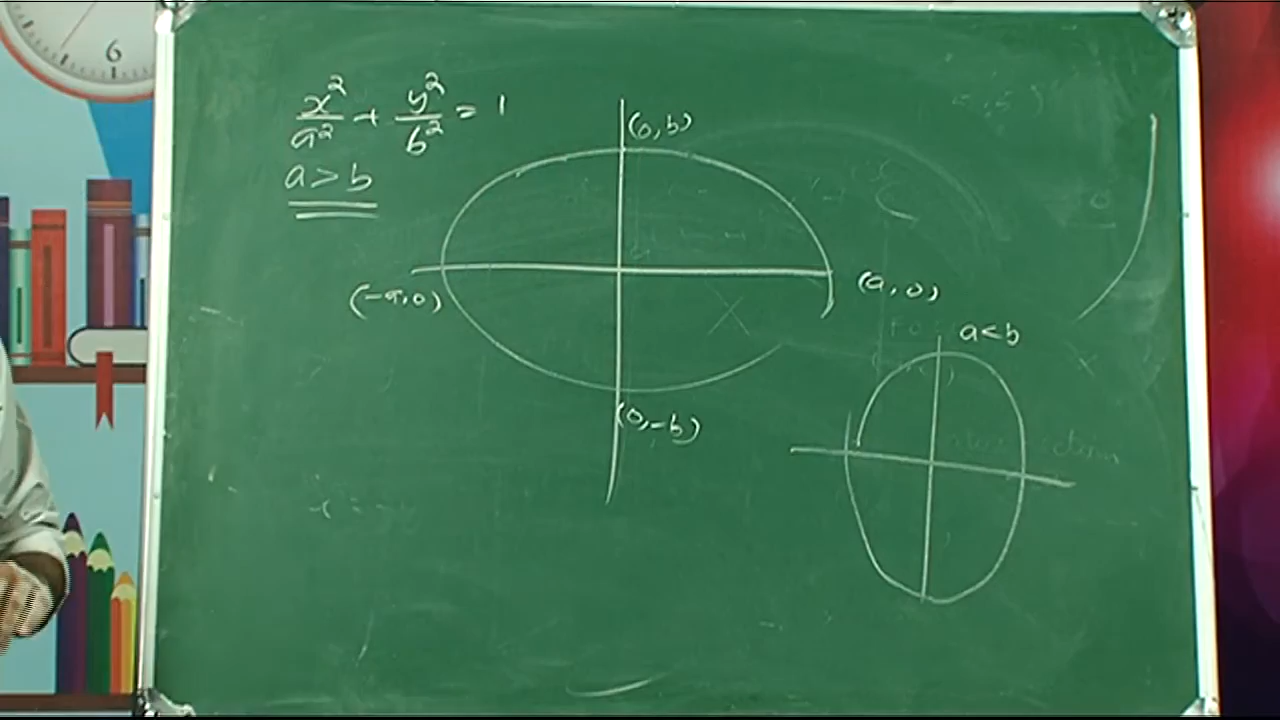 6
x²/a² + y²/b² = 1
a > b
(0, b)
(-a, 0)
(a, 0)
(0, -b)
a < b